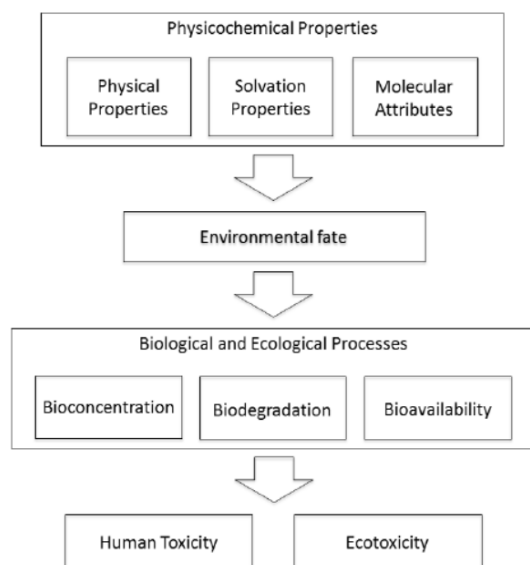 Physicochemical Properties
Physical
Properties
Solvation
Properties
Molecular
Attributes
Environmental fate
Biological and Ecological Processes
Bioconcentration
Biodegradation
Bioavailability
Human Toxicity
Ecotoxicity